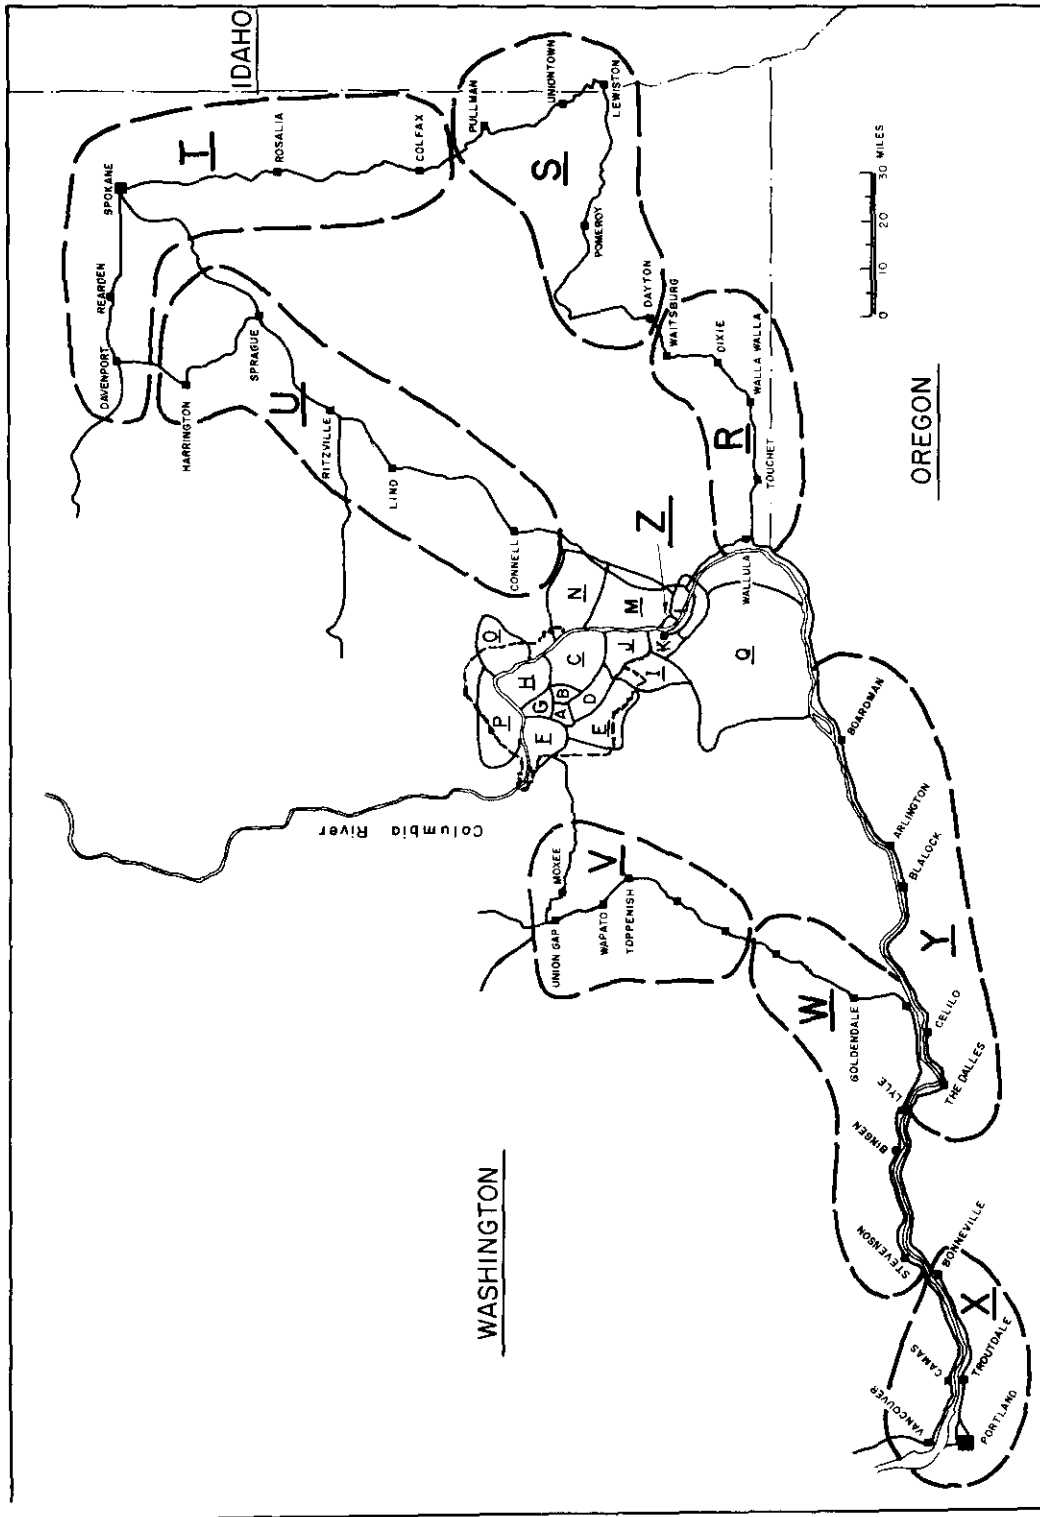 IDAHO
WASHINGTON
OREGON
Columbia River
SPOKANE
REARDEN
DAVENPORT
T
ROSALIA
COLFAX
HARRINGTON
SPRAGUE
U
RITZVILLE
LIND
CONNELL
PULLMAN
UNIONTOWN
LEWISTON
S
POMEROY
DAYTON
WAITSBURG
DIXIE
WALLA WALLA
R
TOUCHET
WALLULA
Z
O
P
H
G
F
N
C
B
A
D
E
M
J
I
K
L
Q
MOXEE
UNION GAP
V
WAPATO
TOPPENISH
W
GOLDENDALE
BOARDMAN
ARLINGTON
BLALOCK
Y
CELILO
THE DALLES
LYLE
BINGEN
STEVENSON
BONNEVILLE
X
CAMAS
TROUTDALE
VANCOUVER
PORTLAND
0 10 20 30 MILES